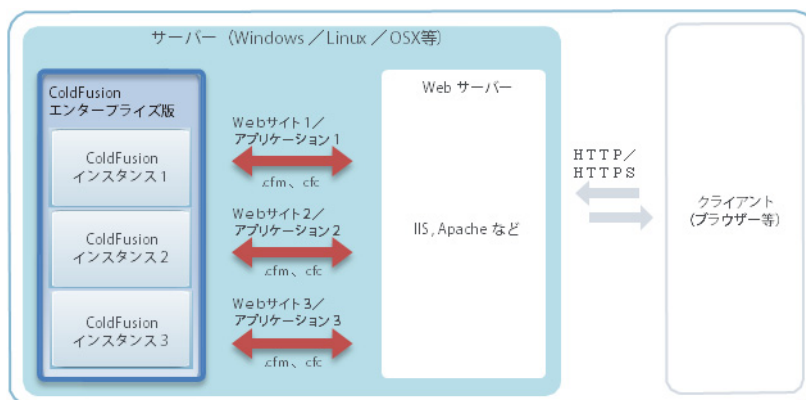 サーバー（Windows／Linux／OSX等）
ColdFusion
エンタープライズ版
ColdFusion
インスタンス1
ColdFusion
インスタンス2
ColdFusion
インスタンス3
Webサイト1／
アプリケーション1
.cfm、cfc
Webサイト2／
アプリケーション2
.cfm、cfc
Webサイト3／
アプリケーション3
.cfm、cfc
Web サーバー
IIS, Apache など
HTTP／
HTTPS
クライアント
（ブラウザー等）